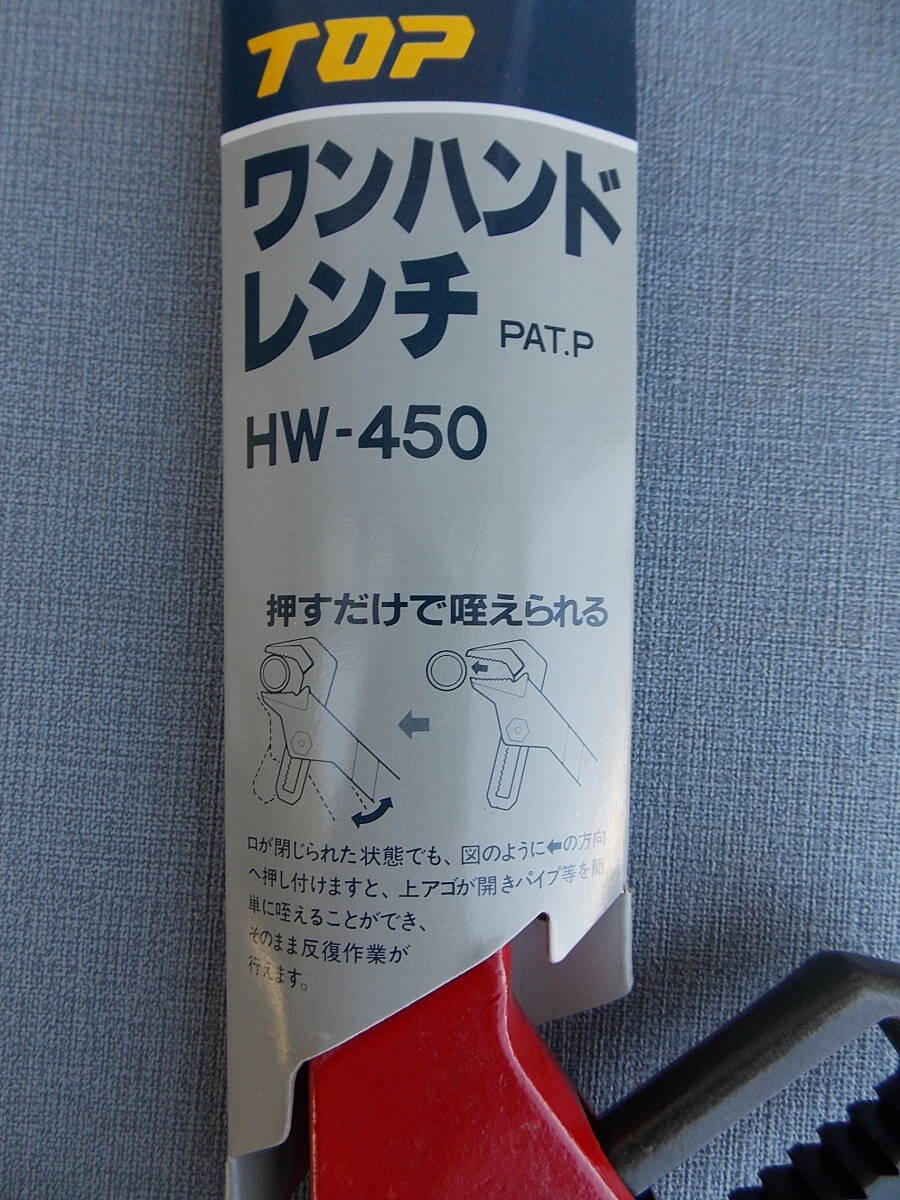 TOP
ワンハンド
レンチ PAT.P
HW-450
押すだけで咥えられる
口が閉じられた状態でも、図のように⬅の方向
へ押し付けますと、上アゴが開きパイプ等を簡
単に咥えることができ、
そのまま反復作業が
行えます。